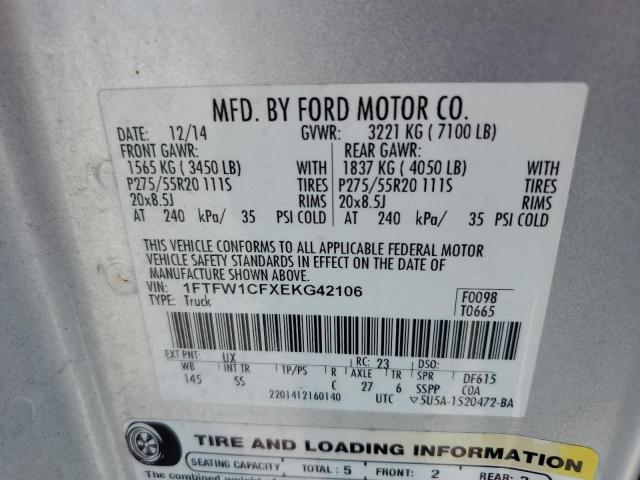 MFD. BY FORD MOTOR CO.
DATE: 12/14 GVWR: 3221 KG ( 7100 LB)
FRONT GAWR: REAR GAWR:
1565 KG ( 3450 LB) WITH 1837 KG ( 4050 LB) WITH
P275/55R20 111S TIRES P275/55R20 111S TIRES
20x8.5J RIMS 20x8.5J RIMS
AT 240 kPa/ 35 PSI COLD AT 240 kPa/ 35 PSI COLD
THIS VEHICLE CONFORMS TO ALL APPLICABLE FEDERAL MOTOR
VEHICLE SAFETY STANDARDS IN EFFECT ON THE DATE OF
MANUFACTURE SHOWN ABOVE.
VIN: 1FTFW1CFXEKG42106 F0098
TYPE: Truck T0665
EXT PNT: UX RC: 23 DSO:
WB INT TR TP/PS R AXLE TR SPR DF615
145 SS C 27 6 SSPP C0A
2201412160140 UTC ▽5U5A-1520472-BA
TIRE AND LOADING INFORMATION
SEATING CAPACITY TOTAL : 5 FRONT: 2 REAR:
The combined weight of